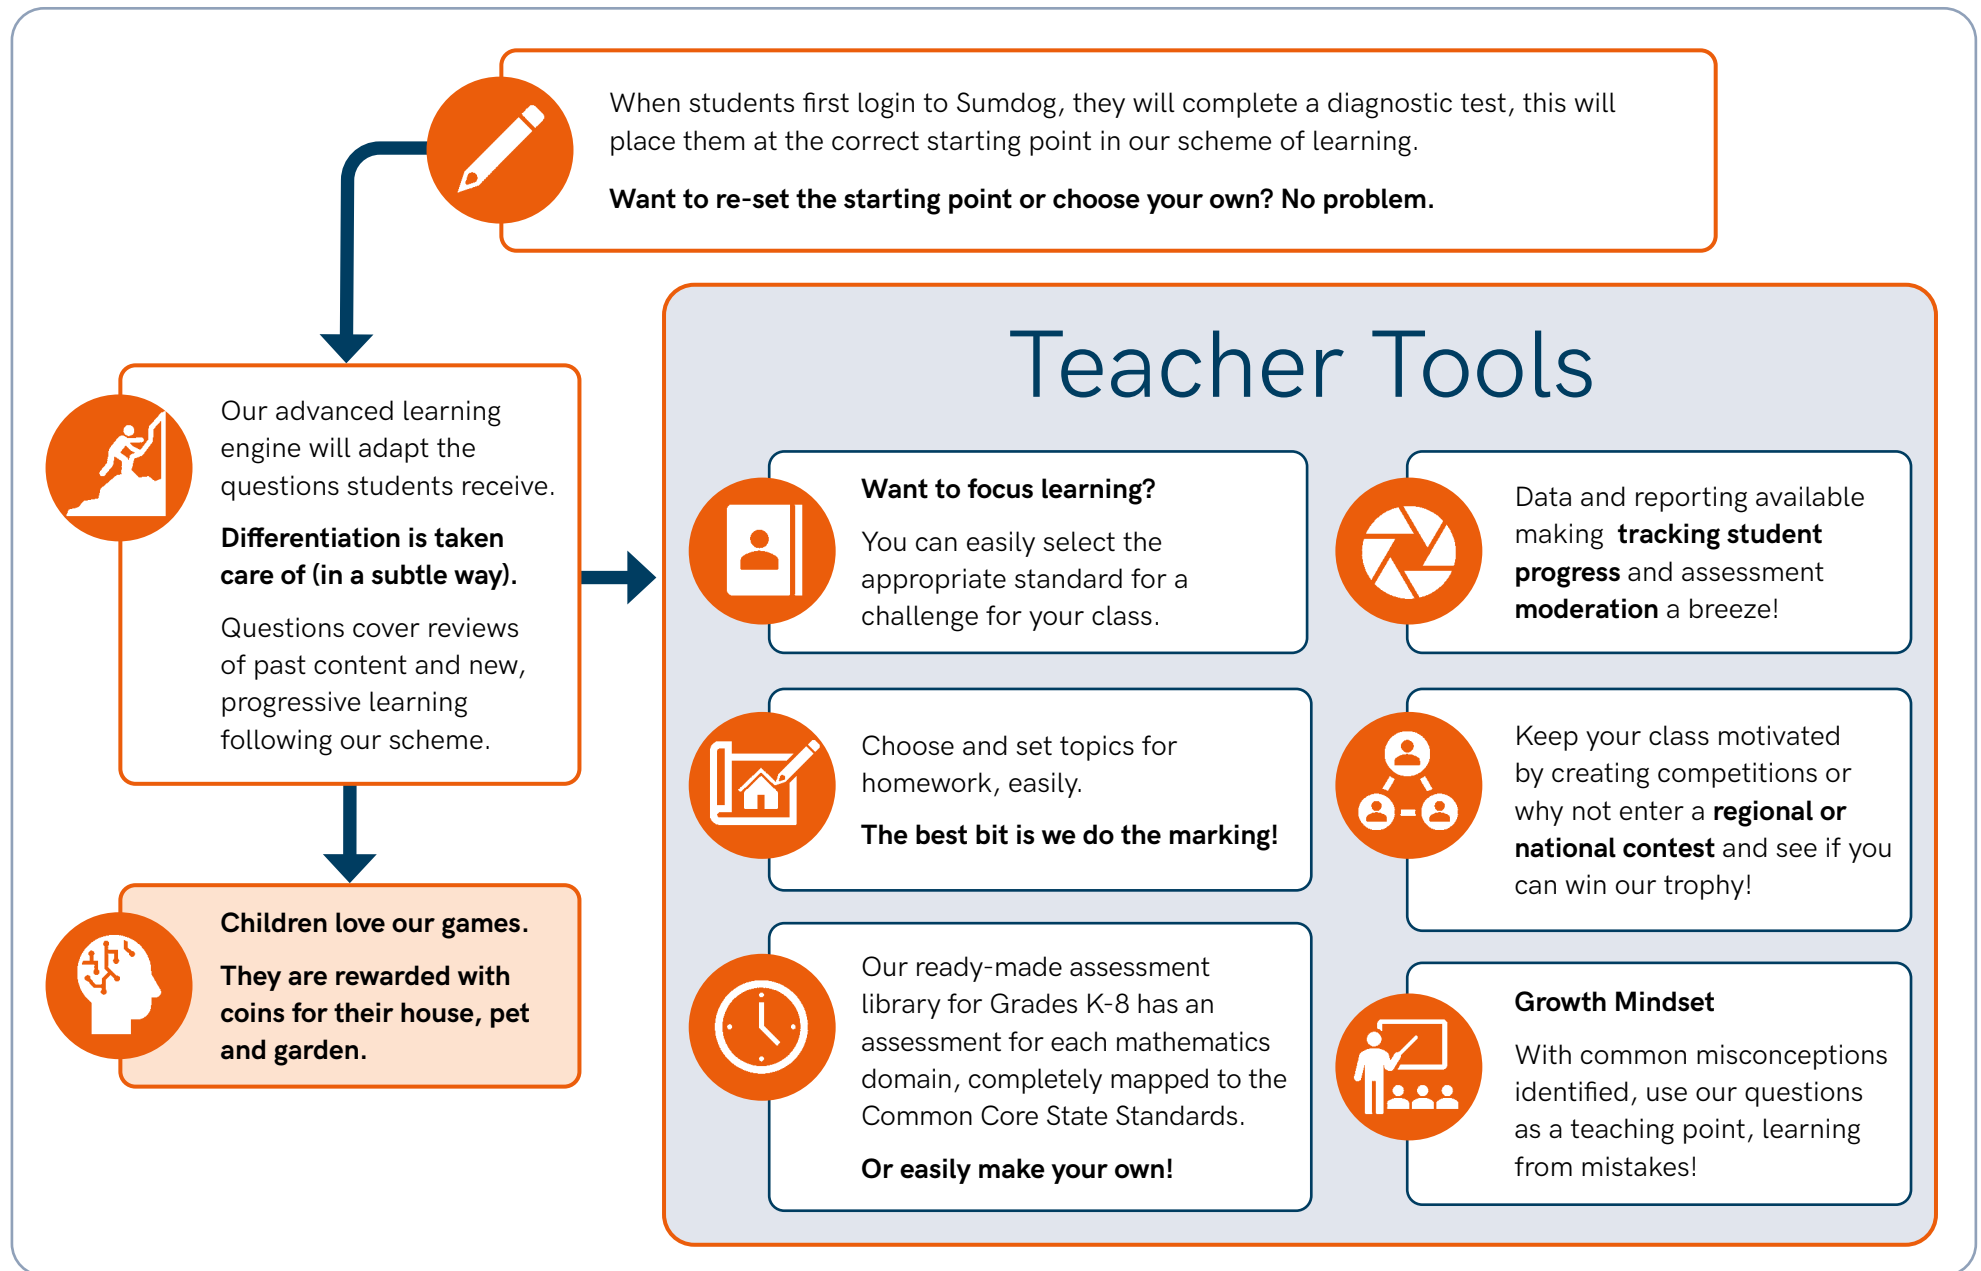 When students first login to Sumdog, they will complete a diagnostic test, this will
place them at the correct starting point in our scheme of learning.
Want to re-set the starting point or choose your own? No problem.
Our advanced learning
engine will adapt the
questions students receive.
Differentiation is taken
care of (in a subtle way).
Questions cover reviews
of past content and new,
progressive learning
following our scheme.
Children love our games.
They are rewarded with
coins for their house, pet
and garden.
Teacher Tools
Want to focus learning?
You can easily select the
appropriate standard for a
challenge for your class.
Choose and set topics for
homework, easily.
The best bit is we do the marking!
Our ready-made assessment
library for Grades K-8 has an
assessment for each mathematics
domain, completely mapped to the
Common Core State Standards.
Or easily make your own!
Data and reporting available
making tracking student
progress and assessment
moderation a breeze!
Keep your class motivated
by creating competitions or
why not enter a regional or
national contest and see if you
can win our trophy!
Growth Mindset
With common misconceptions
identified, use our questions
as a teaching point, learning
from mistakes!